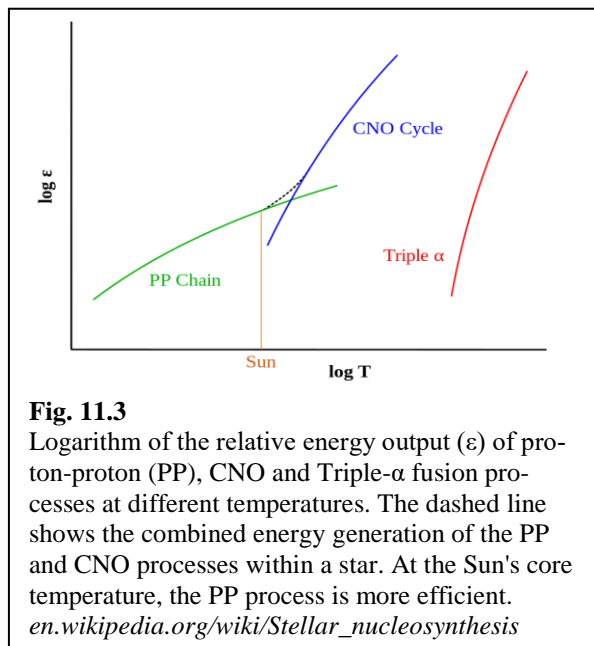 CNO Cycle
log ε
Triple α
PP Chain
Sun
log T
Fig. 11.3
Logarithm of the relative energy output (ε) of pro-
ton-proton (PP), CNO and Triple-α fusion pro-
cesses at different temperatures. The dashed line
shows the combined energy generation of the PP
and CNO processes within a star. At the Sun's core
temperature, the PP process is more efficient.
en.wikipedia.org/wiki/Stellar_nucleosynthesis